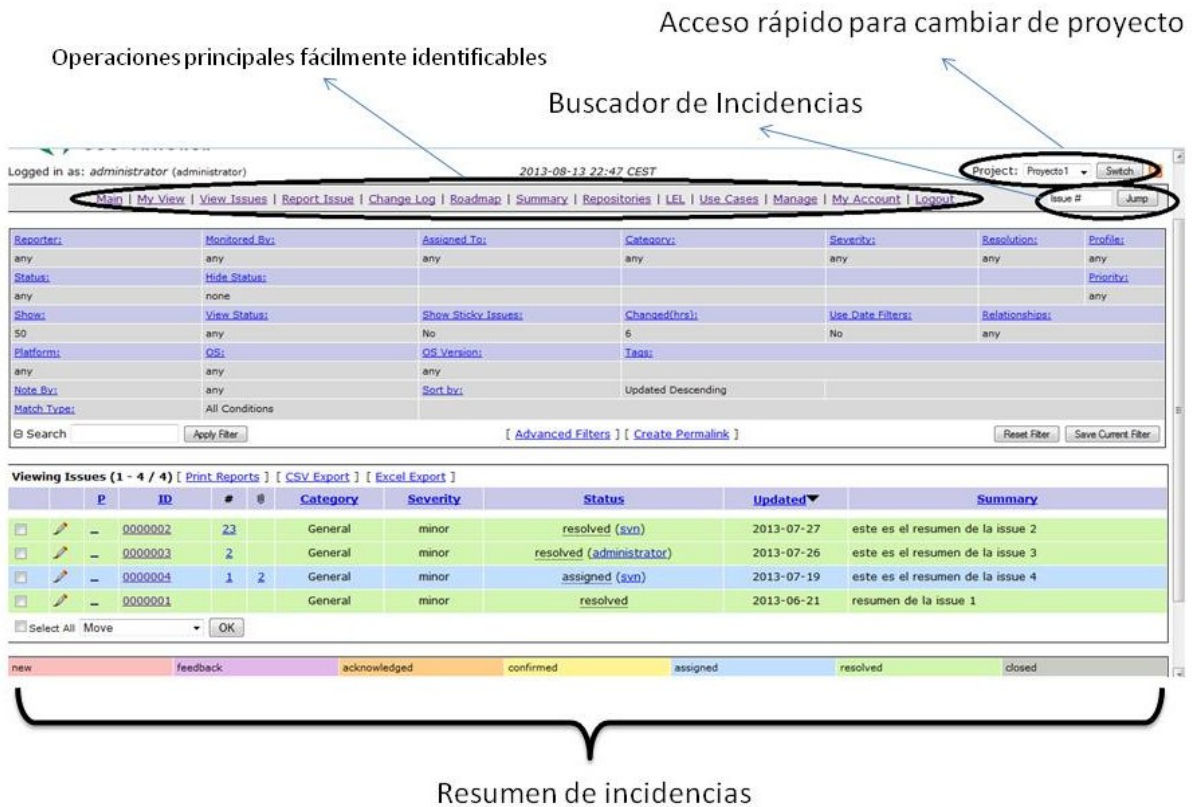 Acceso rápido para cambiar de proyecto
Operaciones principales fácilmente identificables
Buscador de Incidencias
Logged in as: administrator (administrator) 2013-08-13 22:47 CEST Project: Proyecto1 Switch
Main | My View | View Issues | Report Issue | Change Log | Roadmap | Summary | Repositories | LEL | Use Cases | Manage | My Account | Logout Issue # Jump
Reporter: Monitored By: Assigned To: Category: Severity: Resolution: Profile:
any any any any any any any
Status: Hide Status: Priority:
any none any
Show: View Status: Show Sticky Issues: Changed(hrs): Use Date Filters: Relationships:
50 any No 6 No any
Platform: OS: OS Version: Tags:
any any any
Note By: any Sort by: Updated Descending
Match Type: All Conditions
Search Apply Filter [ Advanced Filters ] [ Create Permalink ] Reset Filter Save Current Filter
Viewing Issues (1 - 4 / 4) [ Print Reports ] [ CSV Export ] [ Excel Export ]
P ID # Category Severity Status Updated Summary
0000002 23 General minor resolved (svn) 2013-07-27 este es el resumen de la issue 2
0000003 2 General minor resolved (administrator) 2013-07-26 este es el resumen de la issue 3
0000004 1 2 General minor assigned (svn) 2013-07-19 este es el resumen de la issue 4
0000001 General minor resolved 2013-06-21 resumen de la issue 1
Select All Move OK
new feedback acknowledged confirmed assigned resolved closed
Resumen de incidencias